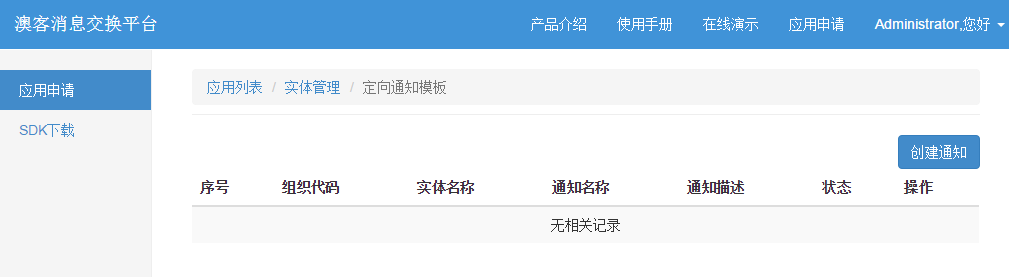 澳客消息交换平台 产品介绍 使用手册 在线演示 应用申请 Administrator,您好
应用申请
SDK下载
应用列表 / 实体管理 / 定向通知模板
创建通知
序号 组织代码 实体名称 通知名称 通知描述 状态 操作
无相关记录